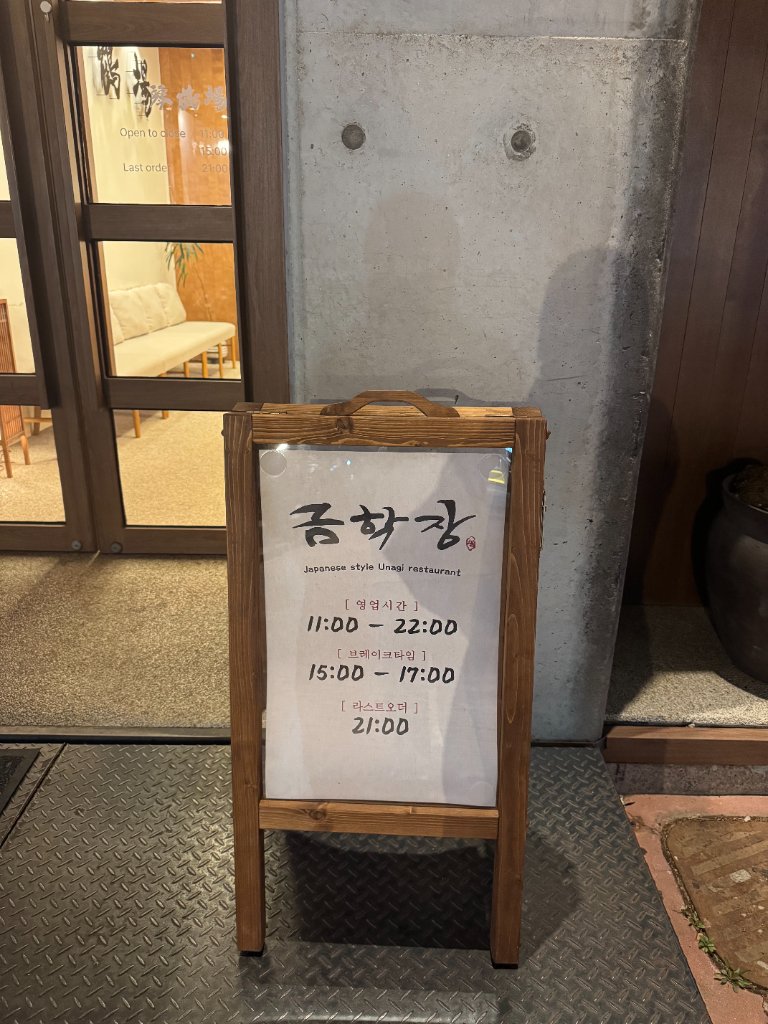 Open to close 11:00
15:00
Last order 21:00
금학장
Japanese style Unagi restaurant
[ 영업시간 ]
11:00 - 22:00
[ 브레이크타임 ]
15:00 - 17:00
[ 라스트오더 ]
21:00